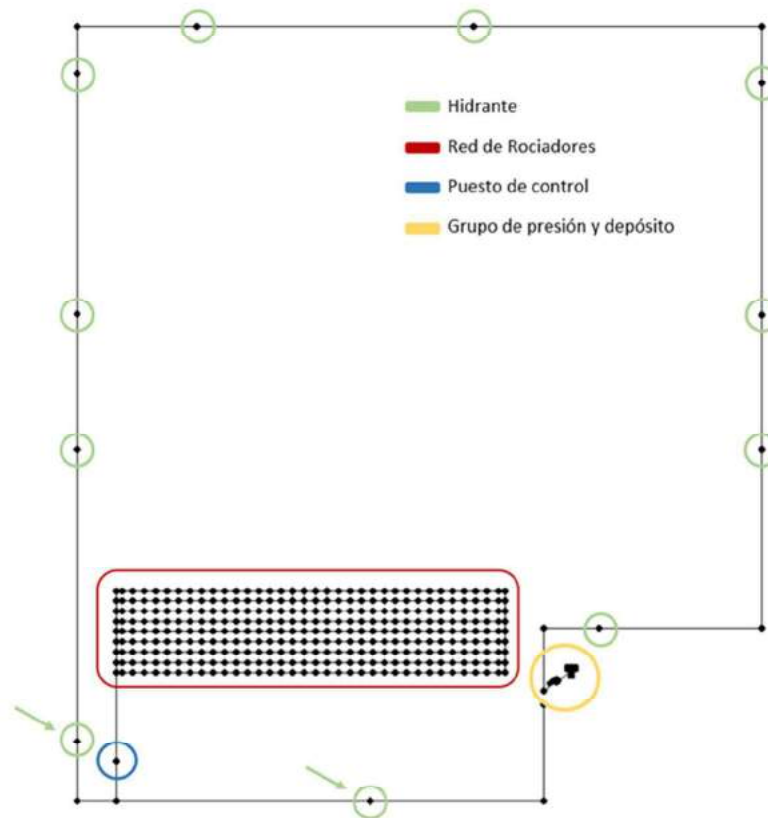 Hidrante
Red de Rociadores
Puesto de control
Grupo de presión y depósito